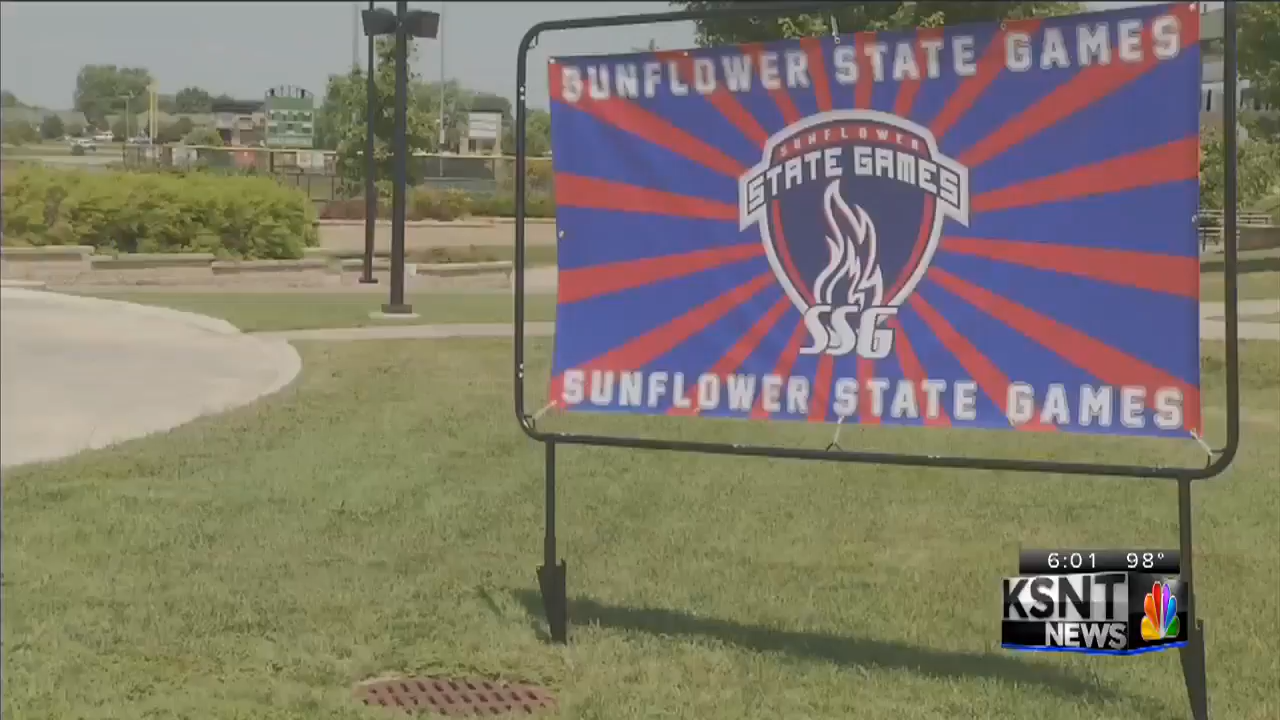 SUNFLOWER STATE GAMES
SUNFLOWER
STATE GAMES
SSG
SUNFLOWER STATE GAMES
6:01 98°
KSNT
NEWS